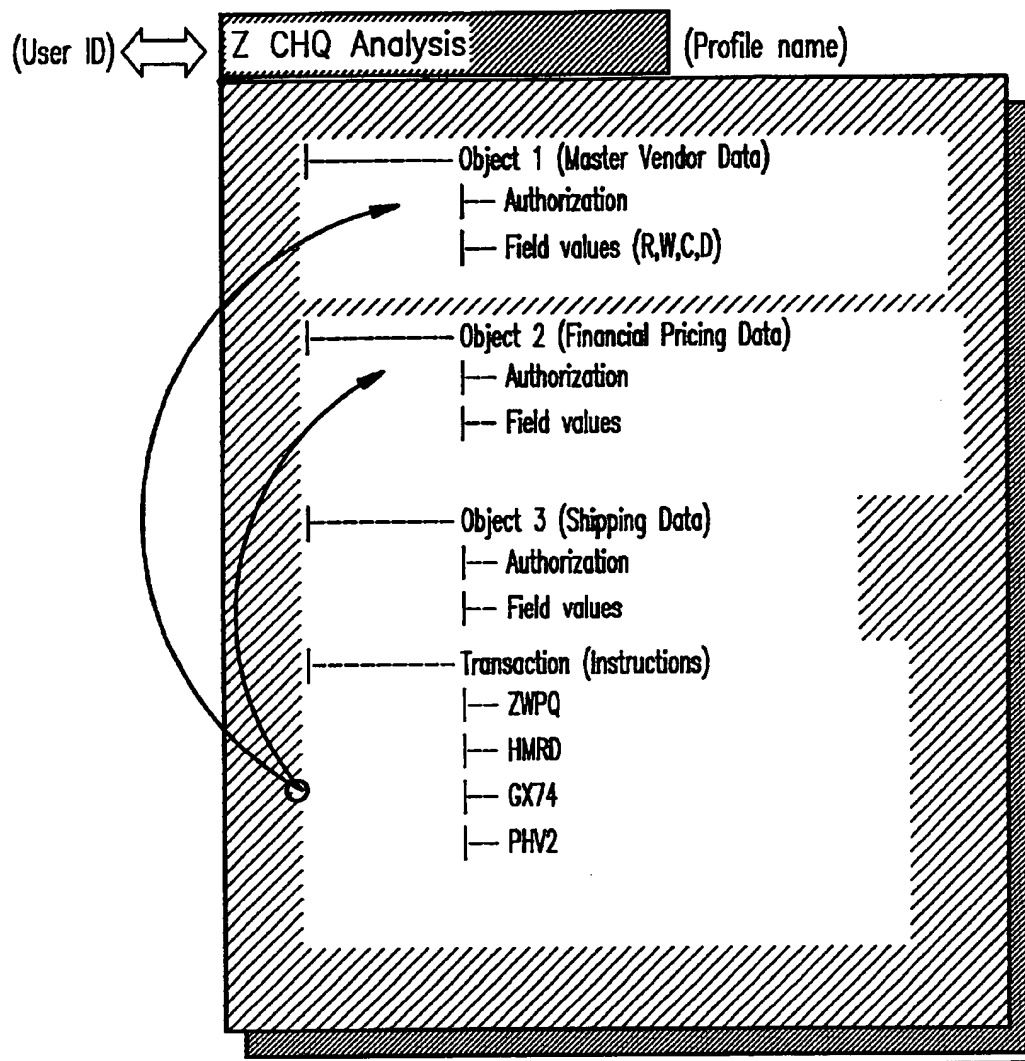 (User ID) Z CHQ Analysis (Profile name)
Object 1 (Master Vendor Data)
Authorization
Field values (R,W,C,D)
Object 2 (Financial Pricing Data)
Authorization
Field values
Object 3 (Shipping Data)
Authorization
Field values
Transaction (Instructions)
ZWPQ
HMRD
GX74
PHV2